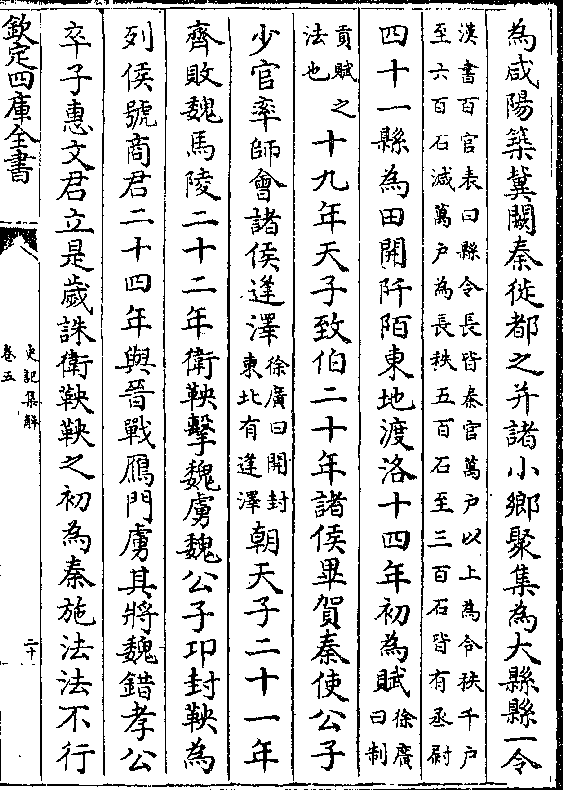 為咸陽築冀闕秦徙都之并諸小鄉聚集為大縣縣一令
漢書百官表曰縣令長皆秦官萬戶以上為令秩千戶
至六百石減萬戶為長秩五百石至三百石皆有丞尉
四十一縣為田開阡陌東地渡洛十四年初為賦徐廣曰制
貢賦之法也十九年天子致伯二十年諸侯畢賀秦使公子
少官率師會諸侯逢澤徐廣曰開封東北有逢澤朝天子二十一年
齊敗魏馬陵二十二年衛鞅擊魏虜魏公子卬封鞅為
列侯號商君二十四年與晉戰鴈門虜其將魏錯孝公
卒子惠文君立是歲誅衛鞅鞅之初為秦施法法不行
欽定四庫全書
史記集解
卷五
二十